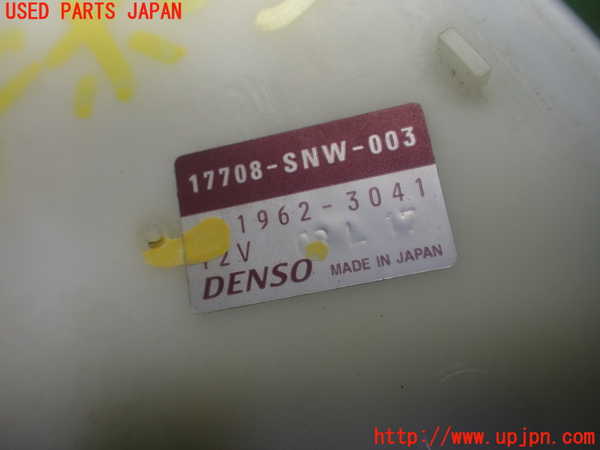 USED PARTS JAPAN
17708-SNW-003
1962-3041
12V
DENSO MADE IN JAPAN
http://www.upjpn.com/